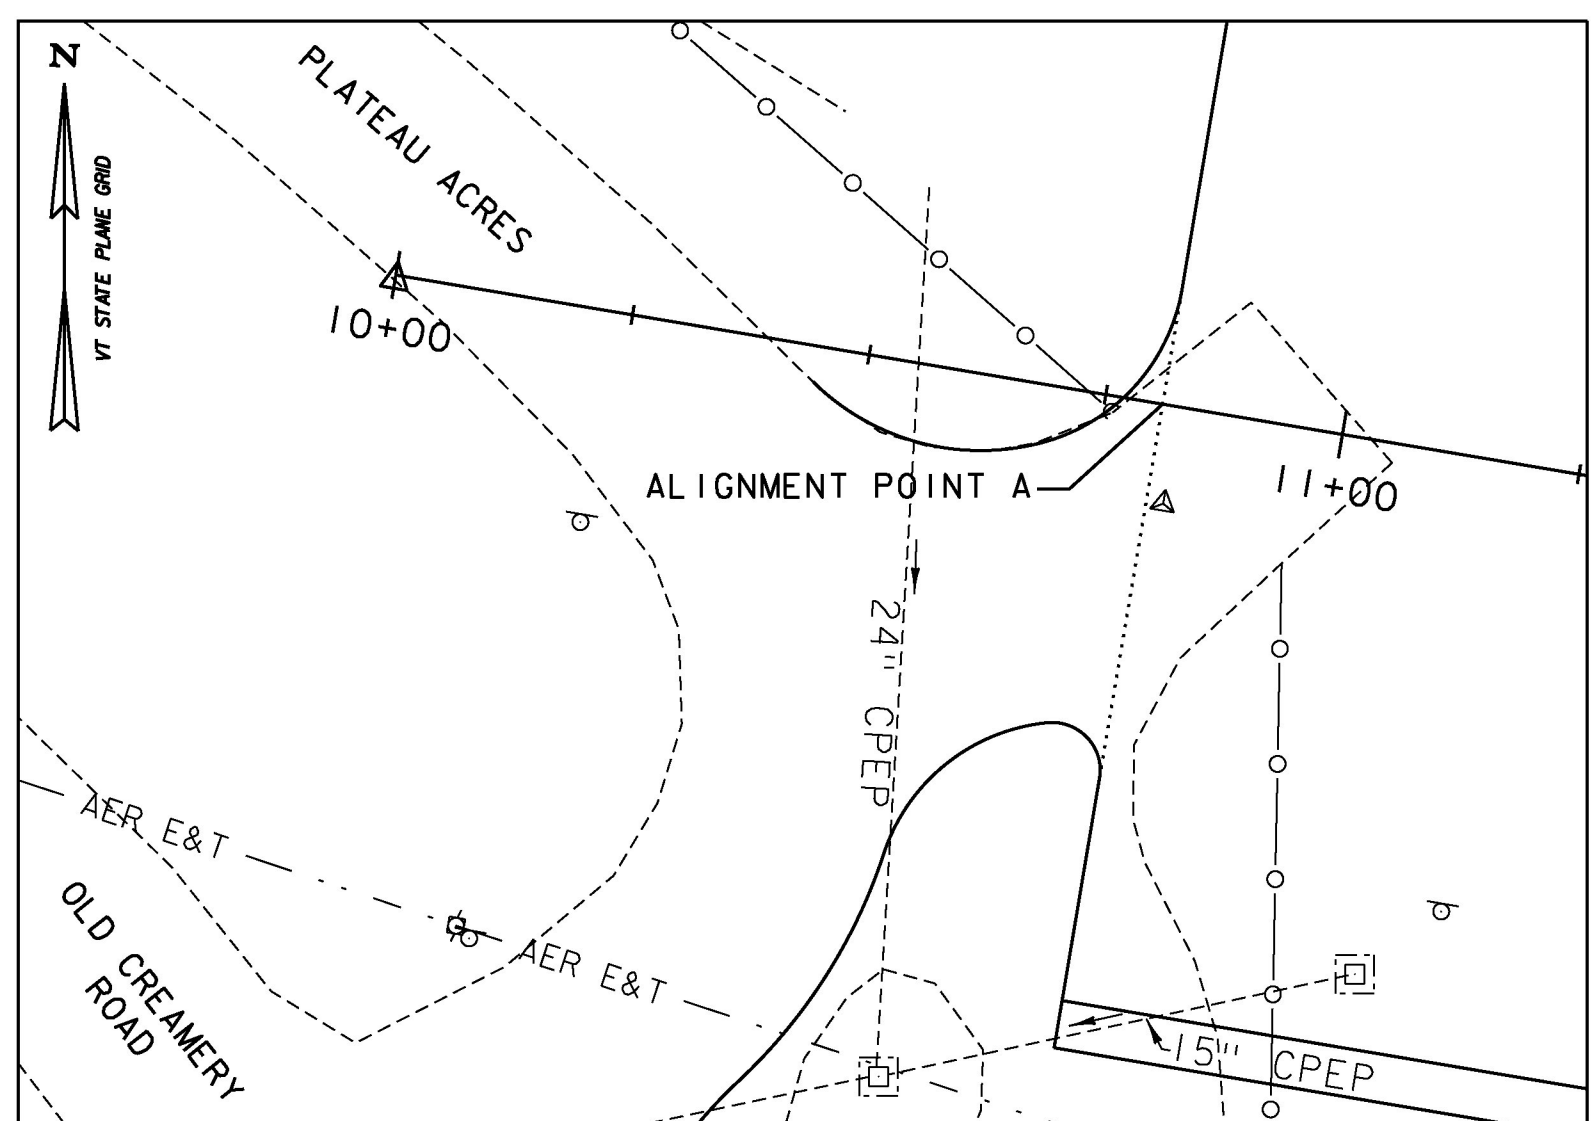 N
VT STATE PLANE GRID
PLATEAU ACRES
10+00
ALIGNMENT POINT A
11+00
24" CPEP
AER E&T
AER E&T
OLD CREAMERY
ROAD
15" CPEP